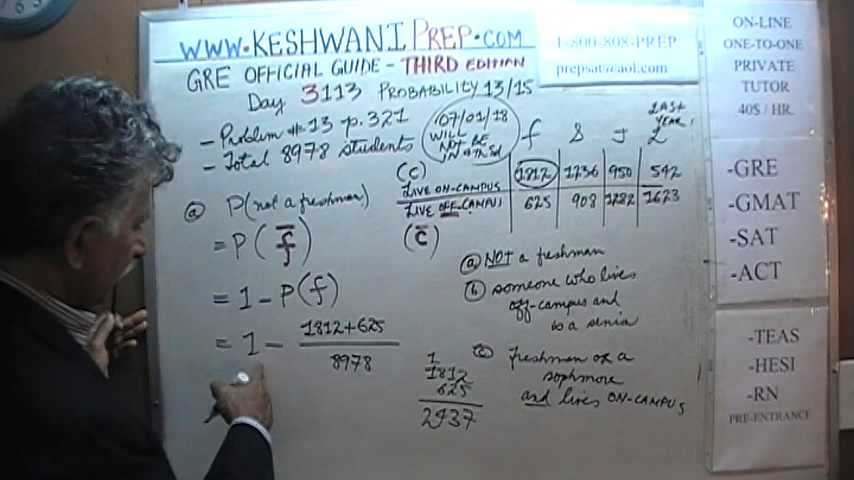 WWW.KESHWANIPREP.COM
GRE OFFICIAL GUIDE - THIRD EDITION
Day 3113 PROBABILITY 13/15
- Problem # 13 p. 321
- Total 8978 students
07/01/18
WILL
NOT BE
1-800-808-PREP
prepsat@aol.com
LAST
YEAR
f S J L
(C) LIVE ON-CAMPUS 1812 1236 950 542
(C̅) LIVE OFF-CAMPUS 625 908 1282 1623
(a) P(not a freshman)
= P(f̅)
= 1 - P(f)
= 1 - 1812+625
8978
1
1812
625
2437
(a) NOT a freshman
(b) someone who lives
off-campus and
is a senior
(c) freshman or a
sophmore
and lives ON-CAMPUS
ON-LINE
ONE-TO-ONE
PRIVATE
TUTOR
40$ / HR.
-GRE
-GMAT
-SAT
-ACT
-TEAS
-HESI
-RN
PRE-ENTRANCE